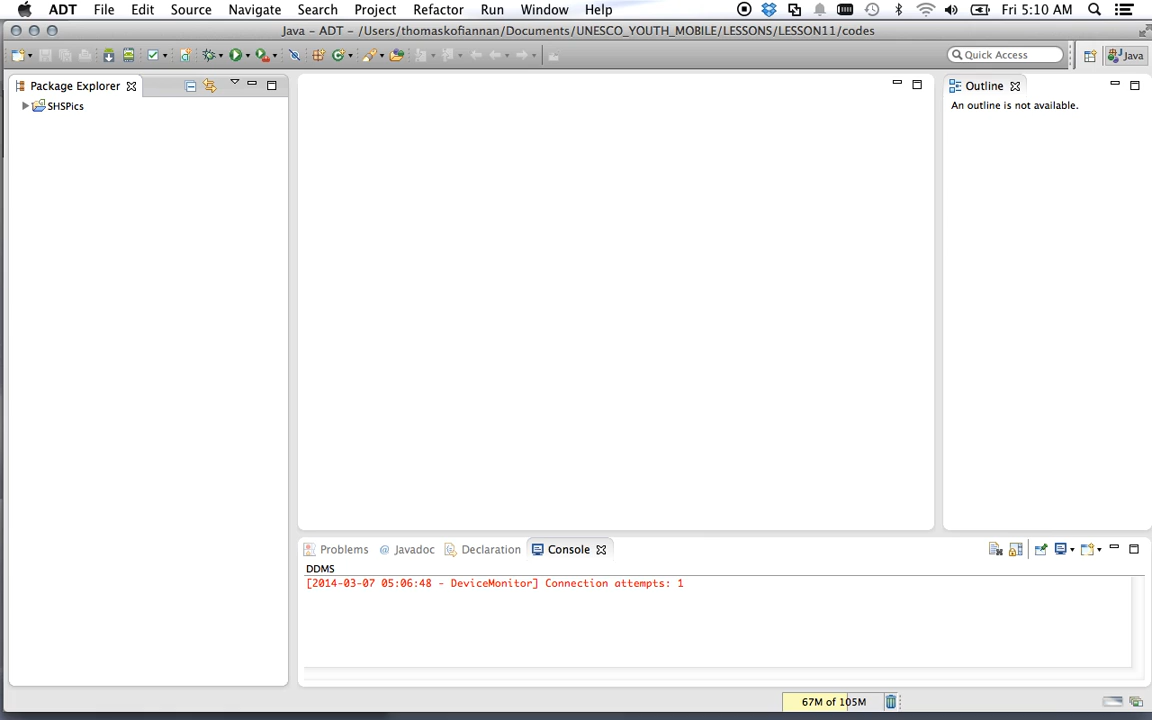 ADT File Edit Source Navigate Search Project Refactor Run Window Help Fri 5:10 AM
Java – ADT – /Users/thomaskofiannan/Documents/UNESCO_YOUTH_MOBILE/LESSONS/LESSON11/codes
Quick Access Java
Package Explorer
SHSPics
Outline
An outline is not available.
Problems Javadoc Declaration Console
DDMS
[2014-03-07 05:06:48 - DeviceMonitor] Connection attempts: 1
67M of 105M